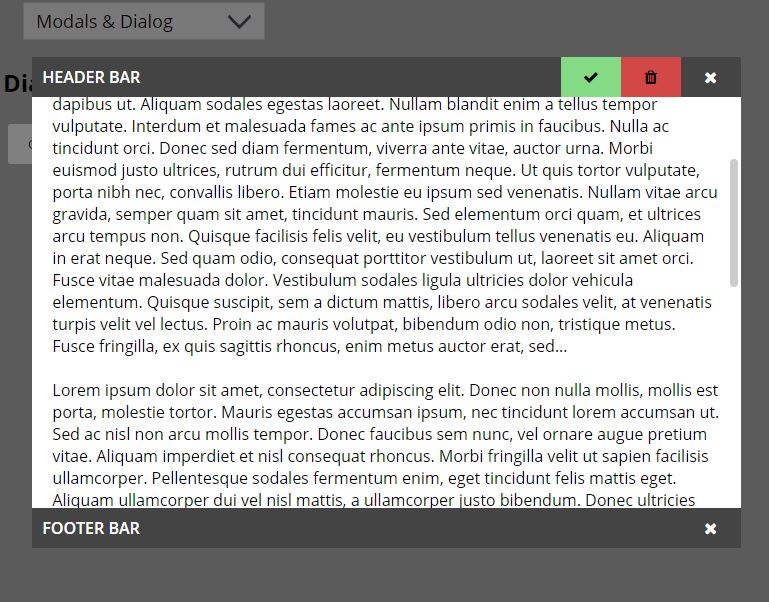 Modals & Dialog
HEADER BAR
dapibus ut. Aliquam sodales egestas laoreet. Nullam blandit enim a tellus tempor
vulputate. Interdum et malesuada fames ac ante ipsum primis in faucibus. Nulla ac
tincidunt orci. Donec sed diam fermentum, viverra ante vitae, auctor urna. Morbi
euismod justo ultrices, rutrum dui efficitur, fermentum neque. Ut quis tortor vulputate,
porta nibh nec, convallis libero. Etiam molestie eu ipsum sed venenatis. Nullam vitae arcu
gravida, semper quam sit amet, tincidunt mauris. Sed elementum orci quam, et ultrices
arcu tempus non. Quisque facilisis felis velit, eu vestibulum tellus venenatis eu. Aliquam
in erat neque. Sed quam odio, consequat porttitor vestibulum ut, laoreet sit amet orci.
Fusce vitae malesuada dolor. Vestibulum sodales ligula ultricies dolor vehicula
elementum. Quisque suscipit, sem a dictum mattis, libero arcu sodales velit, at venenatis
turpis velit vel lectus. Proin ac mauris volutpat, bibendum odio non, tristique metus.
Fusce fringilla, ex quis sagittis rhoncus, enim metus auctor erat, sed...
Lorem ipsum dolor sit amet, consectetur adipiscing elit. Donec non nulla mollis, mollis est
porta, molestie tortor. Mauris egestas accumsan ipsum, nec tincidunt lorem accumsan ut.
Sed ac nisl non arcu mollis tempor. Donec faucibus sem nunc, vel ornare augue pretium
vitae. Aliquam imperdiet et nisl consequat rhoncus. Morbi fringilla velit ut sapien facilisis
ullamcorper. Pellentesque sodales fermentum enim, eget tincidunt felis mattis eget.
Aliquam ullamcorper dui vel nisl mattis, a ullamcorper justo bibendum. Donec ultricies
FOOTER BAR